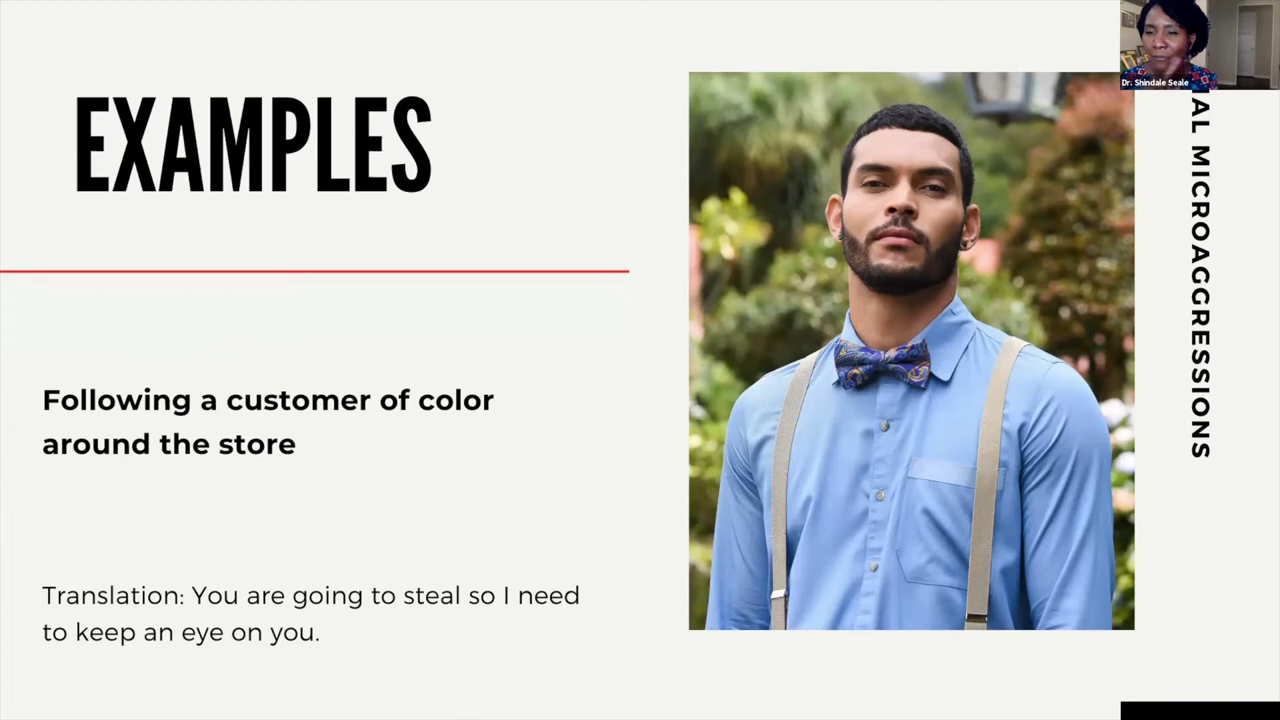 EXAMPLES
Following a customer of color
around the store
Translation: You are going to steal so I need
to keep an eye on you.
Dr. Shindale Seale
AL MICROAGGRESSIONS